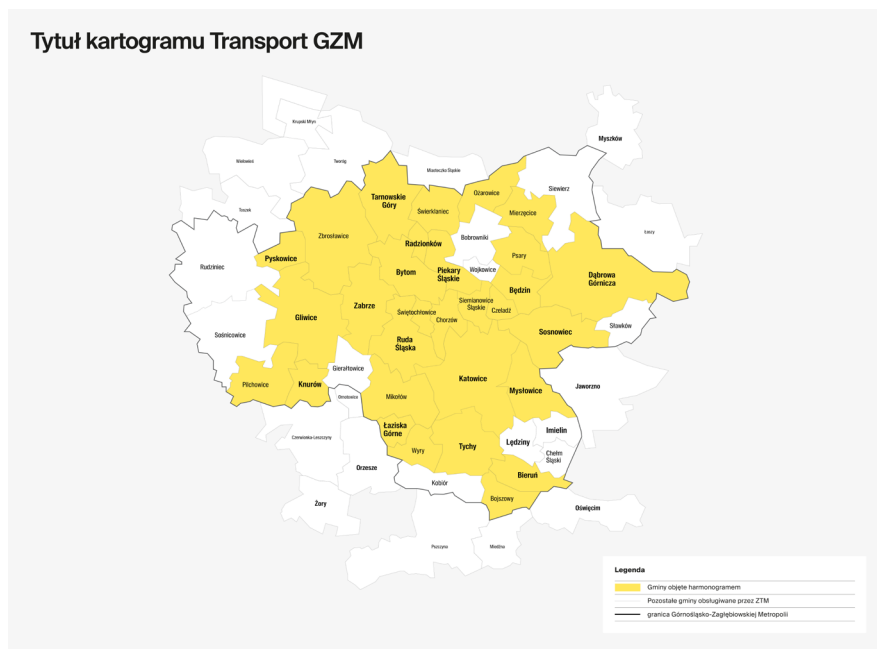 Tytuł kartogramu Transport GZM
Krupski Młyn
Myszków
Wielowieś
Tworóg
Miasteczko Śląskie
Siewierz
Ożarowice
Tarnowskie
Góry
Świerklaniec
Mierzęcice
Toszek
Łazy
Zbrosławice
Bobrowniki
Radzionków
Psary
Pyskowice
Rudziniec
Bytom
Piekary
Śląskie
Wojkowice
Dąbrowa
Górnicza
Będzin
Siemianowice
Śląskie
Zabrze
Świętochłowice
Czeladź
Gliwice
Chorzów
Sławków
Sośnicowice
Sosnowiec
Ruda
Śląska
Gierałtowice
Katowice
Pilchowice
Knurów
Mysłowice
Jaworzno
Mikołów
Ornontowice
Łaziska
Górne
Imielin
Czerwionka-Leszczyny
Lędziny
Tychy
Wyry
Chełm
Śląski
Orzesze
Bieruń
Kobiór
Bojszowy
Żory
Oświęcim
Pszczyna
Miedźna
Legenda
Gminy objęte harmonogramem
Pozostałe gminy obsługiwane przez ZTM
granica Górnośląsko-Zagłębiowskiej Metropolii